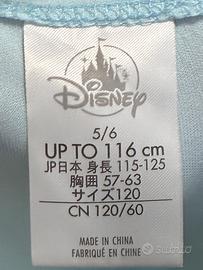 Disney
5/6
UP TO 116 cm
JP日本 身長 115-125
胸囲 57-63
サイズ120
CN 120/60
MADE IN CHINA
FABRIQUÉ EN CHINE
subito